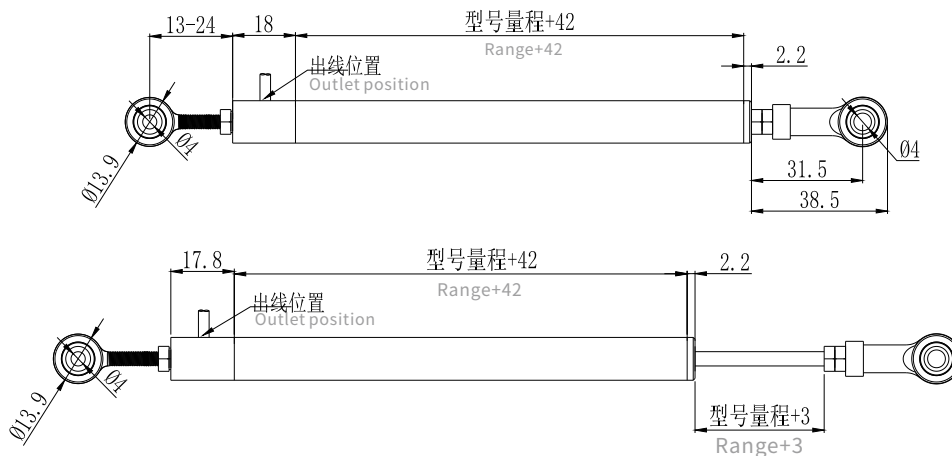 13-24
18
型号量程+42
Range+42
2.2
出线位置
Outlet position
Ø4
Ø13.9
Ø4
31.5
38.5
17.8
型号量程+42
Range+42
2.2
出线位置
Outlet position
Ø4
Ø13.9
型号量程+3
Range+3